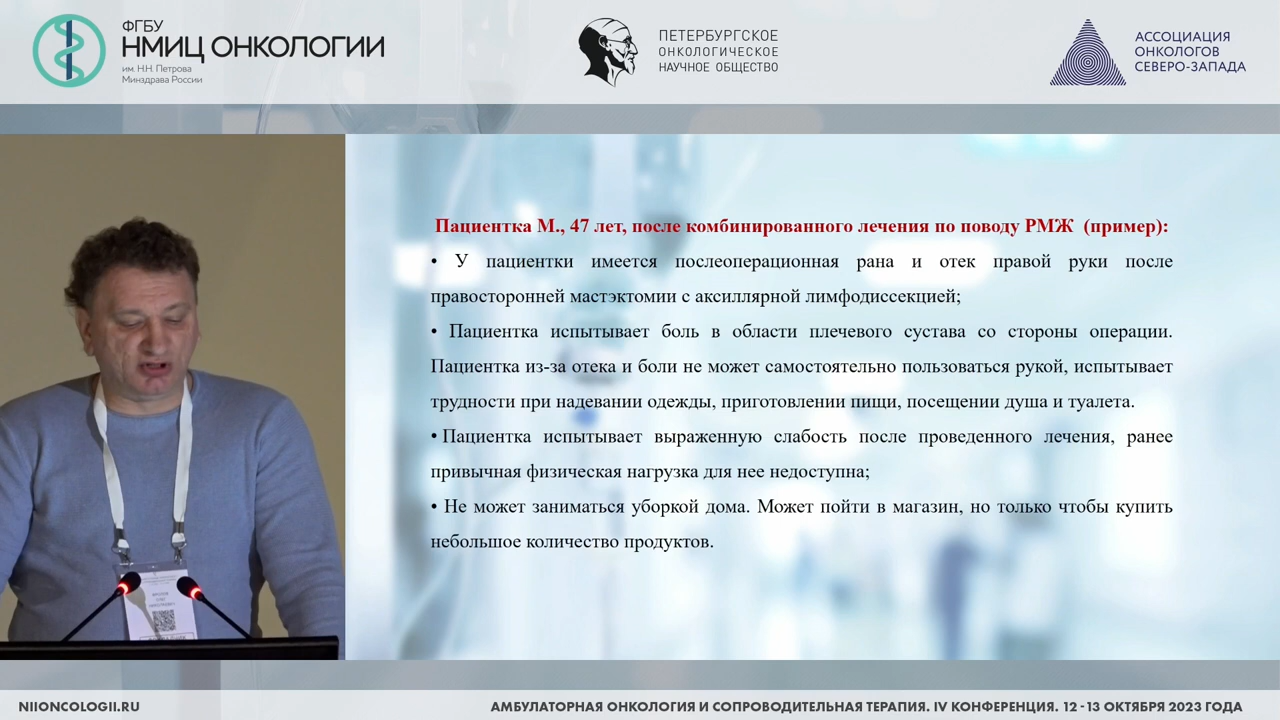 ФГБУ
НМИЦ ОНКОЛОГИИ
им. Н.Н. Петрова
Минздрава России
ПЕТЕРБУРГСКОЕ
ОНКОЛОГИЧЕСКОЕ
НАУЧНОЕ ОБЩЕСТВО
АССОЦИАЦИЯ
ОНКОЛОГОВ
СЕВЕРО-ЗАПАДА
Пациентка М., 47 лет, после комбинированного лечения по поводу РМЖ (пример):
• У пациентки имеется послеоперационная рана и отек правой руки после
правосторонней мастэктомии с аксиллярной лимфодиссекцией;
• Пациентка испытывает боль в области плечевого сустава со стороны операции.
Пациентка из-за отека и боли не может самостоятельно пользоваться рукой, испытывает
трудности при надевании одежды, приготовлении пищи, посещении душа и туалета.
• Пациентка испытывает выраженную слабость после проведенного лечения, ранее
привычная физическая нагрузка для нее недоступна;
• Не может заниматься уборкой дома. Может пойти в магазин, но только чтобы купить
небольшое количество продуктов.
NIIONCOLOGII.RU
АМБУЛАТОРНАЯ ОНКОЛОГИЯ И СОПРОВОДИТЕЛЬНАЯ ТЕРАПИЯ. IV КОНФЕРЕНЦИЯ. 12 - 13 ОКТЯБРЯ 2023 ГОДА